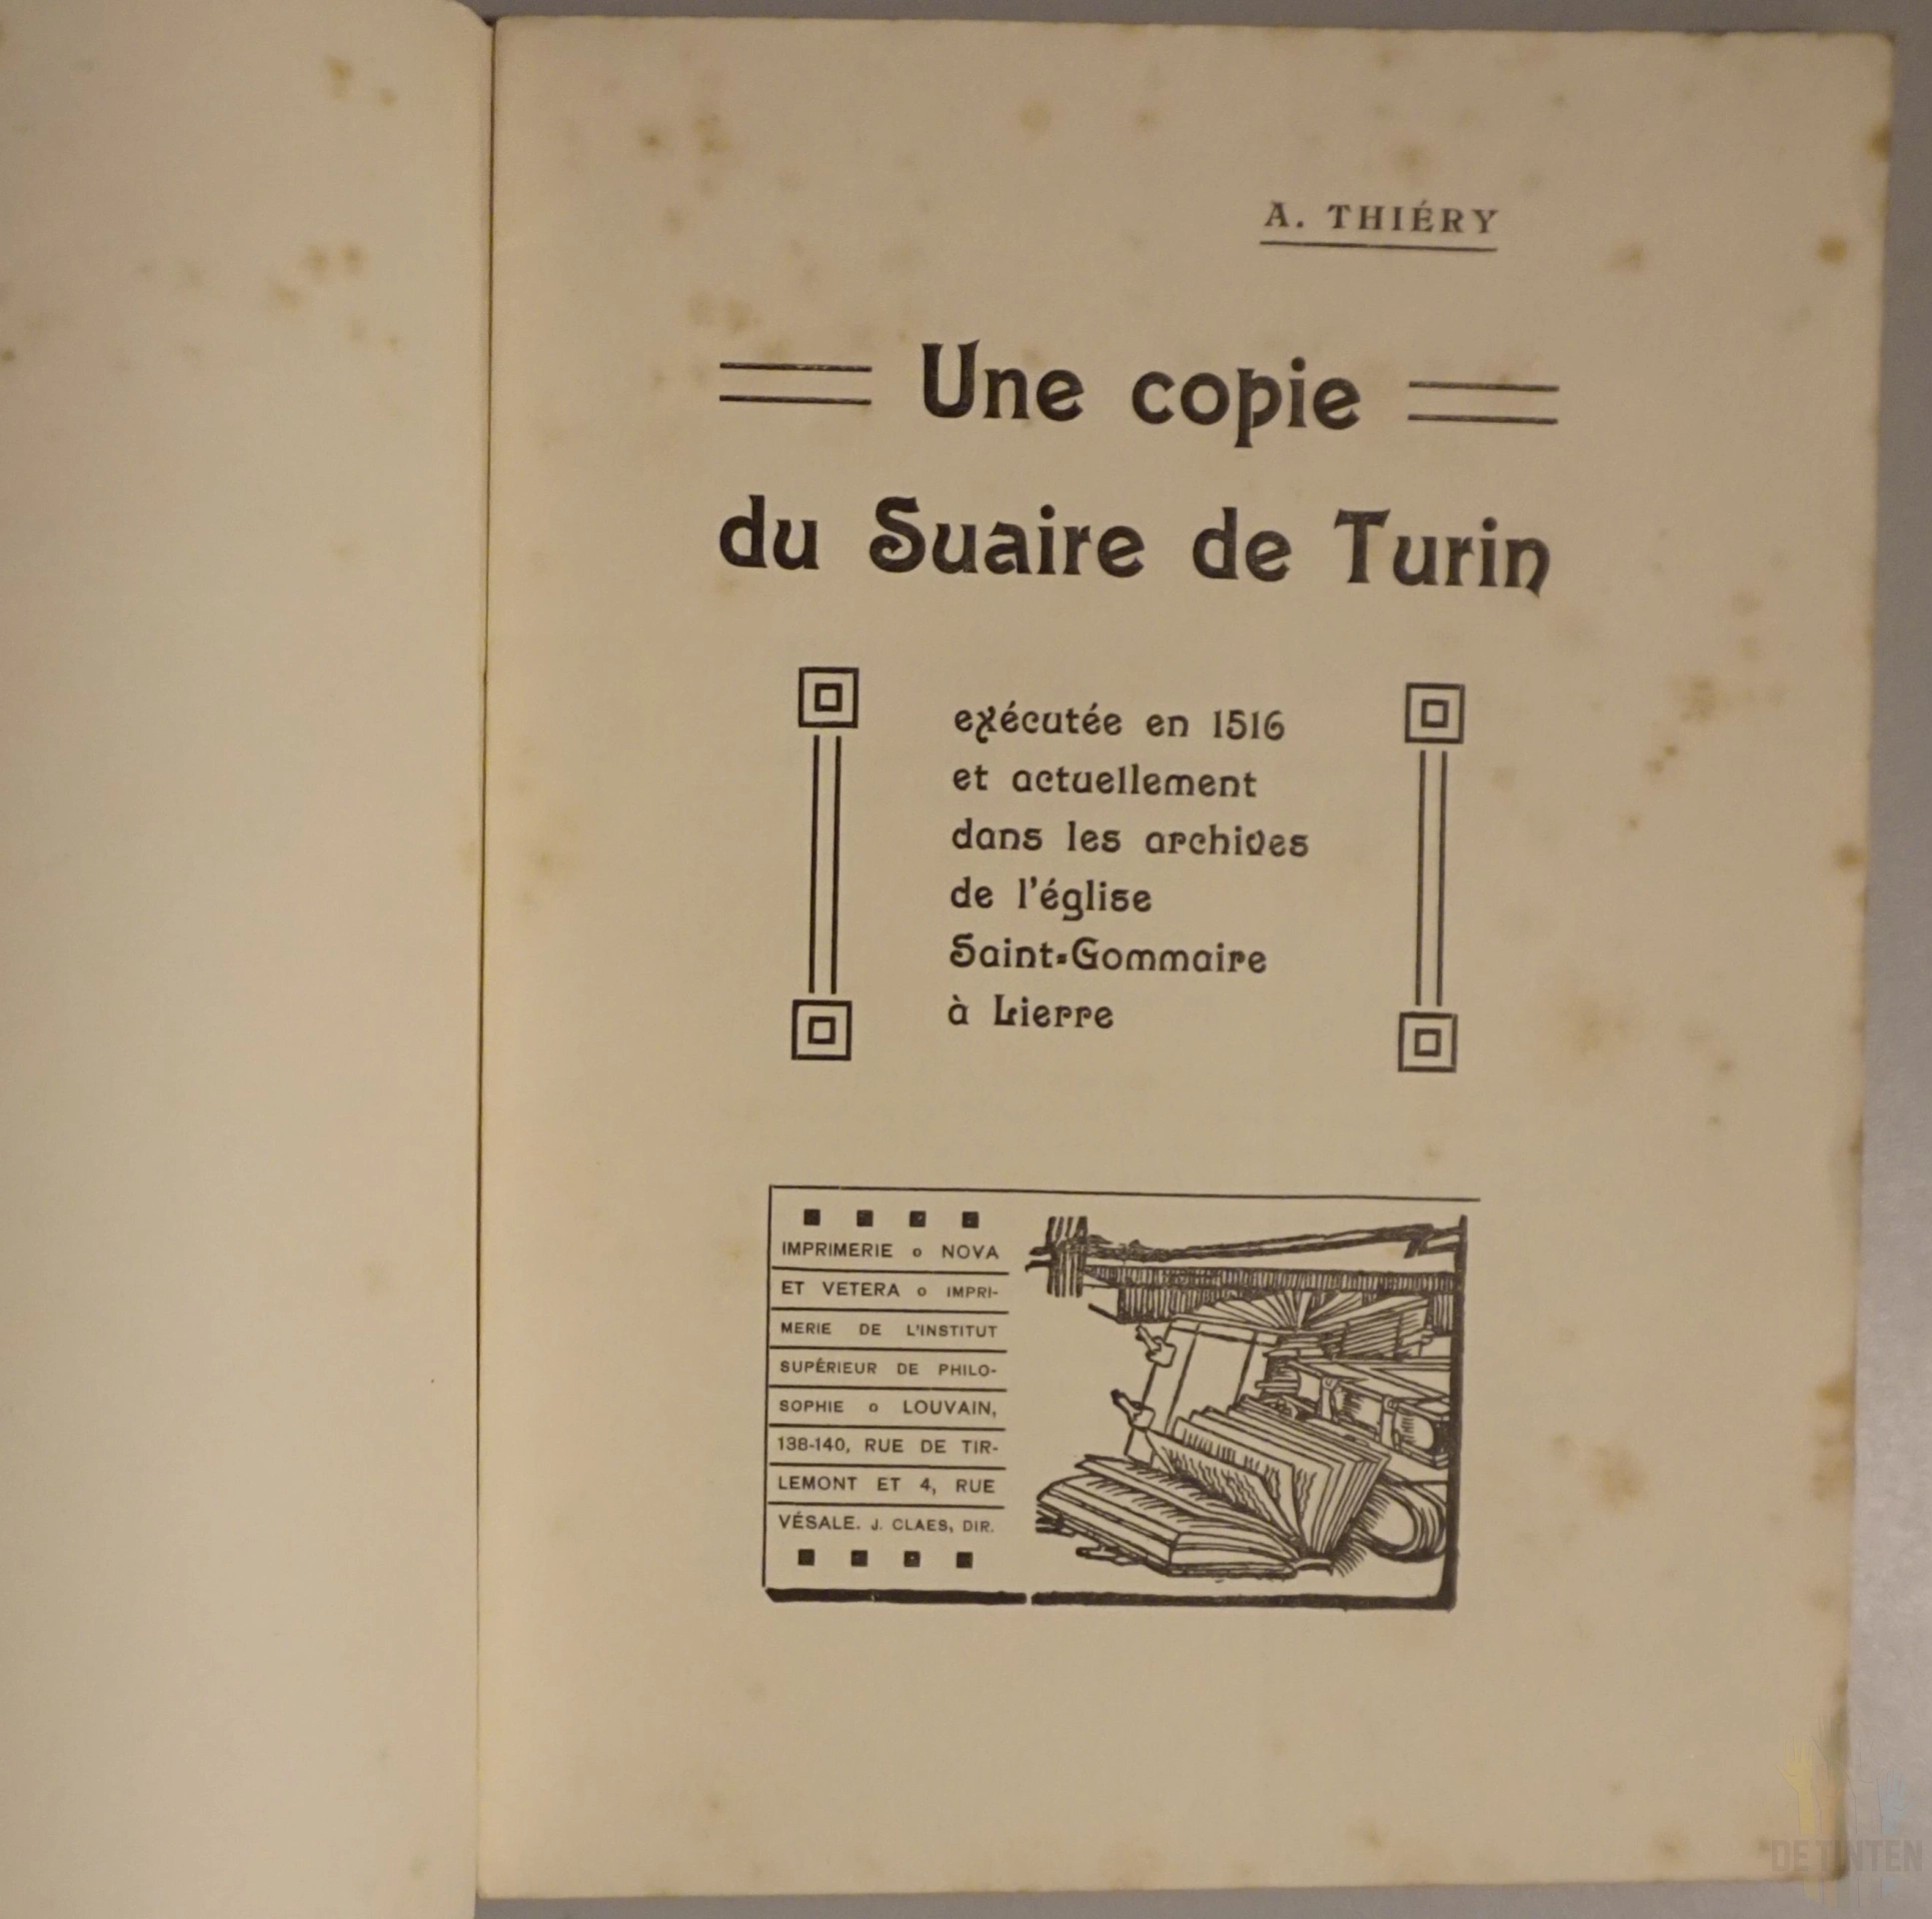 A. THIÉRY
Une copie
du Suaire de Turin
exécutée en 1516
et actuellement
dans les archives
de l'église
Saint-Gommaire
à Lierre
IMPRIMERIE o NOVA
ET VETERA o IMPRI-
MERIE DE L'INSTITUT
SUPÉRIEUR DE PHILO-
SOPHIE o LOUVAIN,
138-140, RUE DE TIR-
LEMONT ET 4, RUE
VÉSALE. J. CLAES, DIR.
DE TINTEN